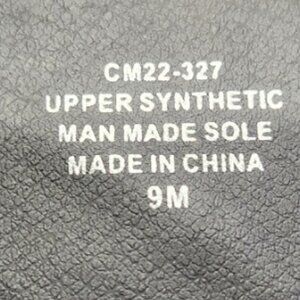 CM22-327
UPPER SYNTHETIC
MAN MADE SOLE
MADE IN CHINA
9M